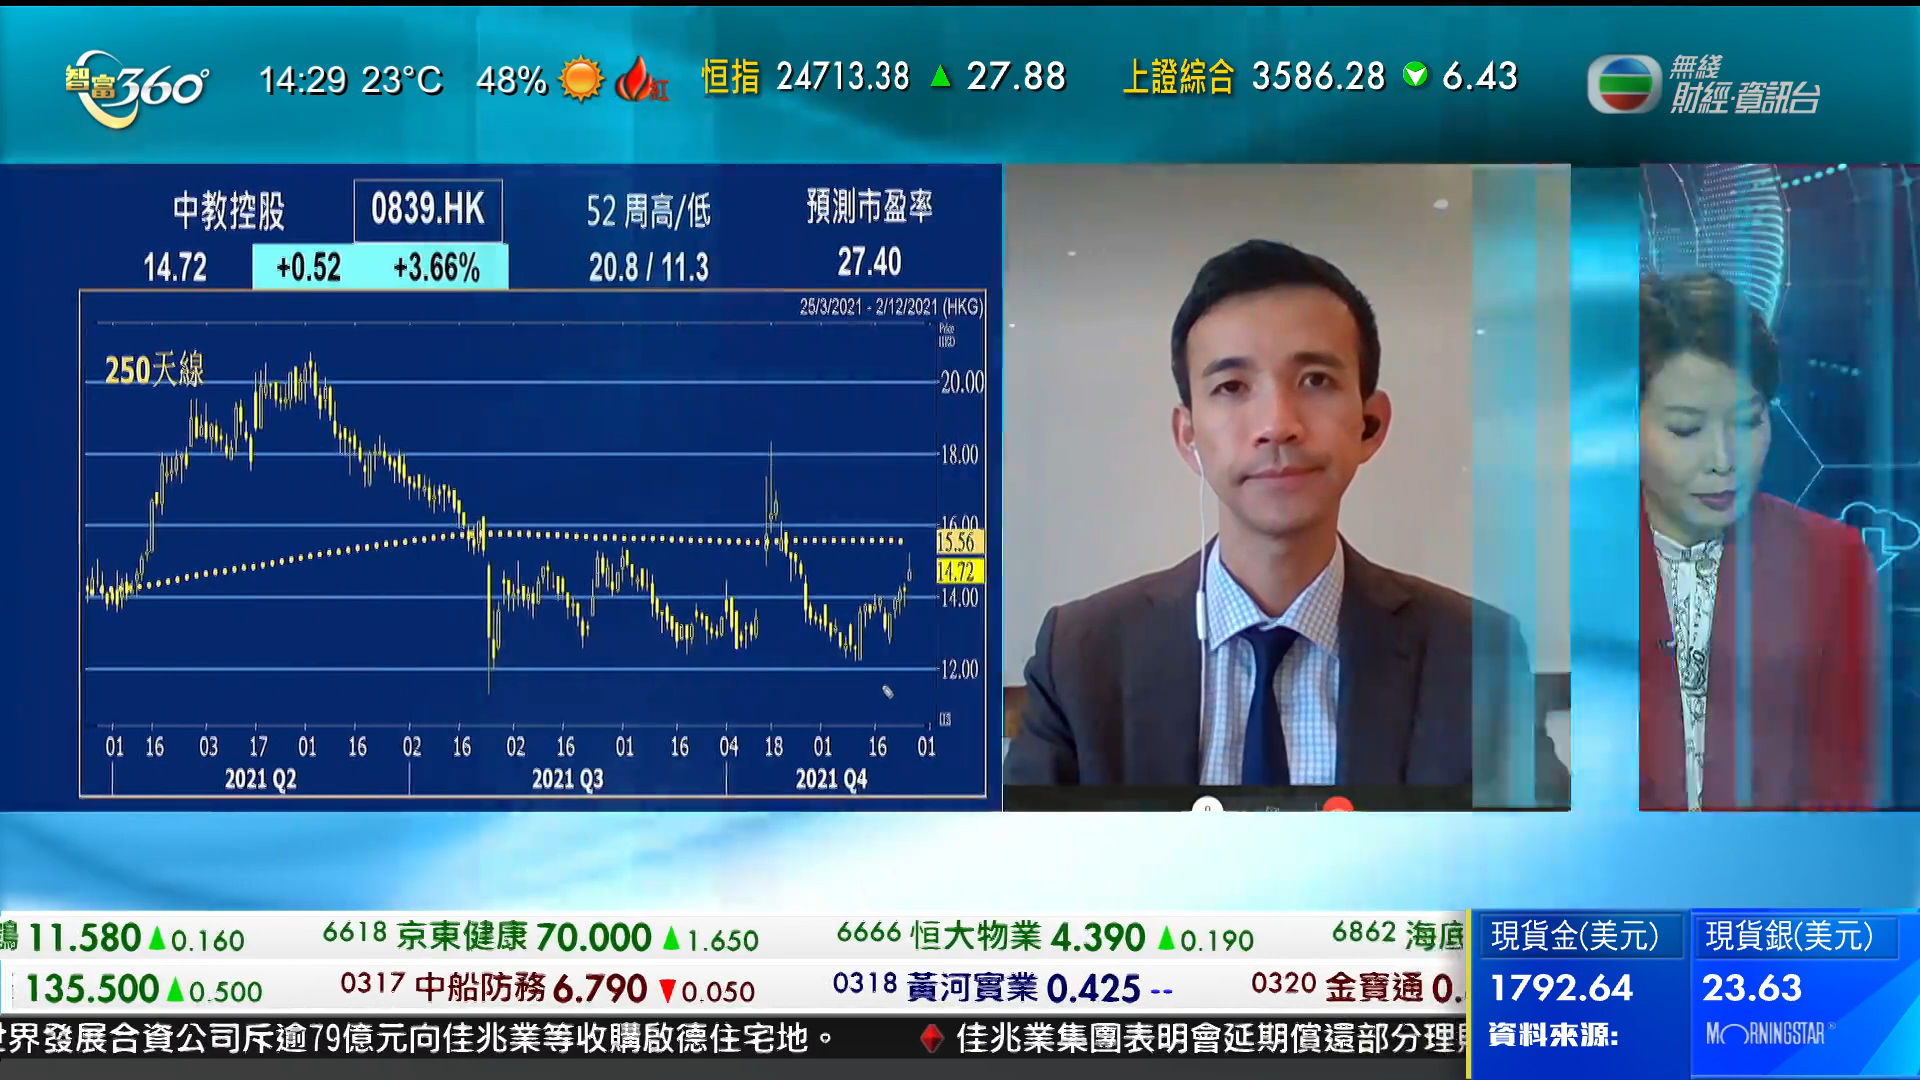 智富360°
14:29 23°C 48% 紅
恒指 24713.38 ▲ 27.88
上證綜合 3586.28 6.43
無綫
財經·資訊台
中教控股 0839.HK 52 周高/低 預測市盈率
14.72 +0.52 +3.66% 20.8 / 11.3 27.40
25/3/2021 - 2/12/2021 (HKG)
Price
250天線
20.00
18.00
16.00
15.56
14.72
14.00
12.00
01 16 03 17 01 16 02 16 02 16 01 16 04 18 01 16 01
2021 Q2 2021 Q3 2021 Q4
11.580 ▲ 0.160 6618 京東健康 70.000 ▲ 1.650 6666 恒大物業 4.390 ▲ 0.190 6862 海底
135.500 ▲ 0.500 0317 中船防務 6.790 ▼ 0.050 0318 黃河實業 0.425 -- 0320 金寶通 0.
世界發展合資公司斥逾79億元向佳兆業等收購啟德住宅地。 佳兆業集團表明會延期償還部分理財
現貨金(美元)
1792.64
資料來源:
現貨銀(美元)
23.63
MORNINGSTAR®